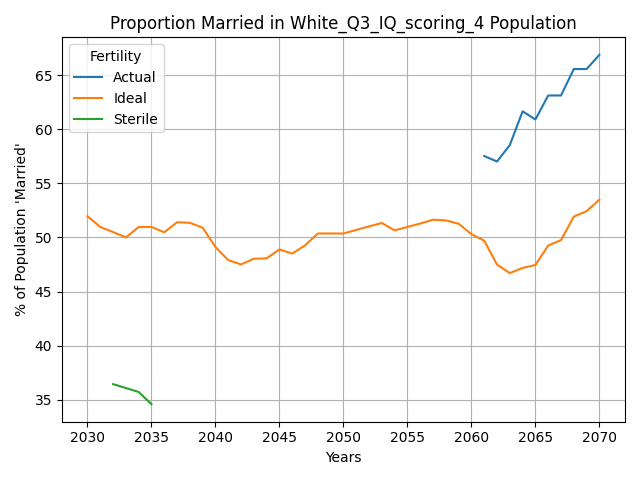 Proportion Married in White_Q3_IQ_scoring_4 Population
% of Population 'Married'
Fertility
Actual
Ideal
Sterile
65
60
55
50
45
40
35
2030 2035 2040 2045 2050 2055 2060 2065 2070
Years